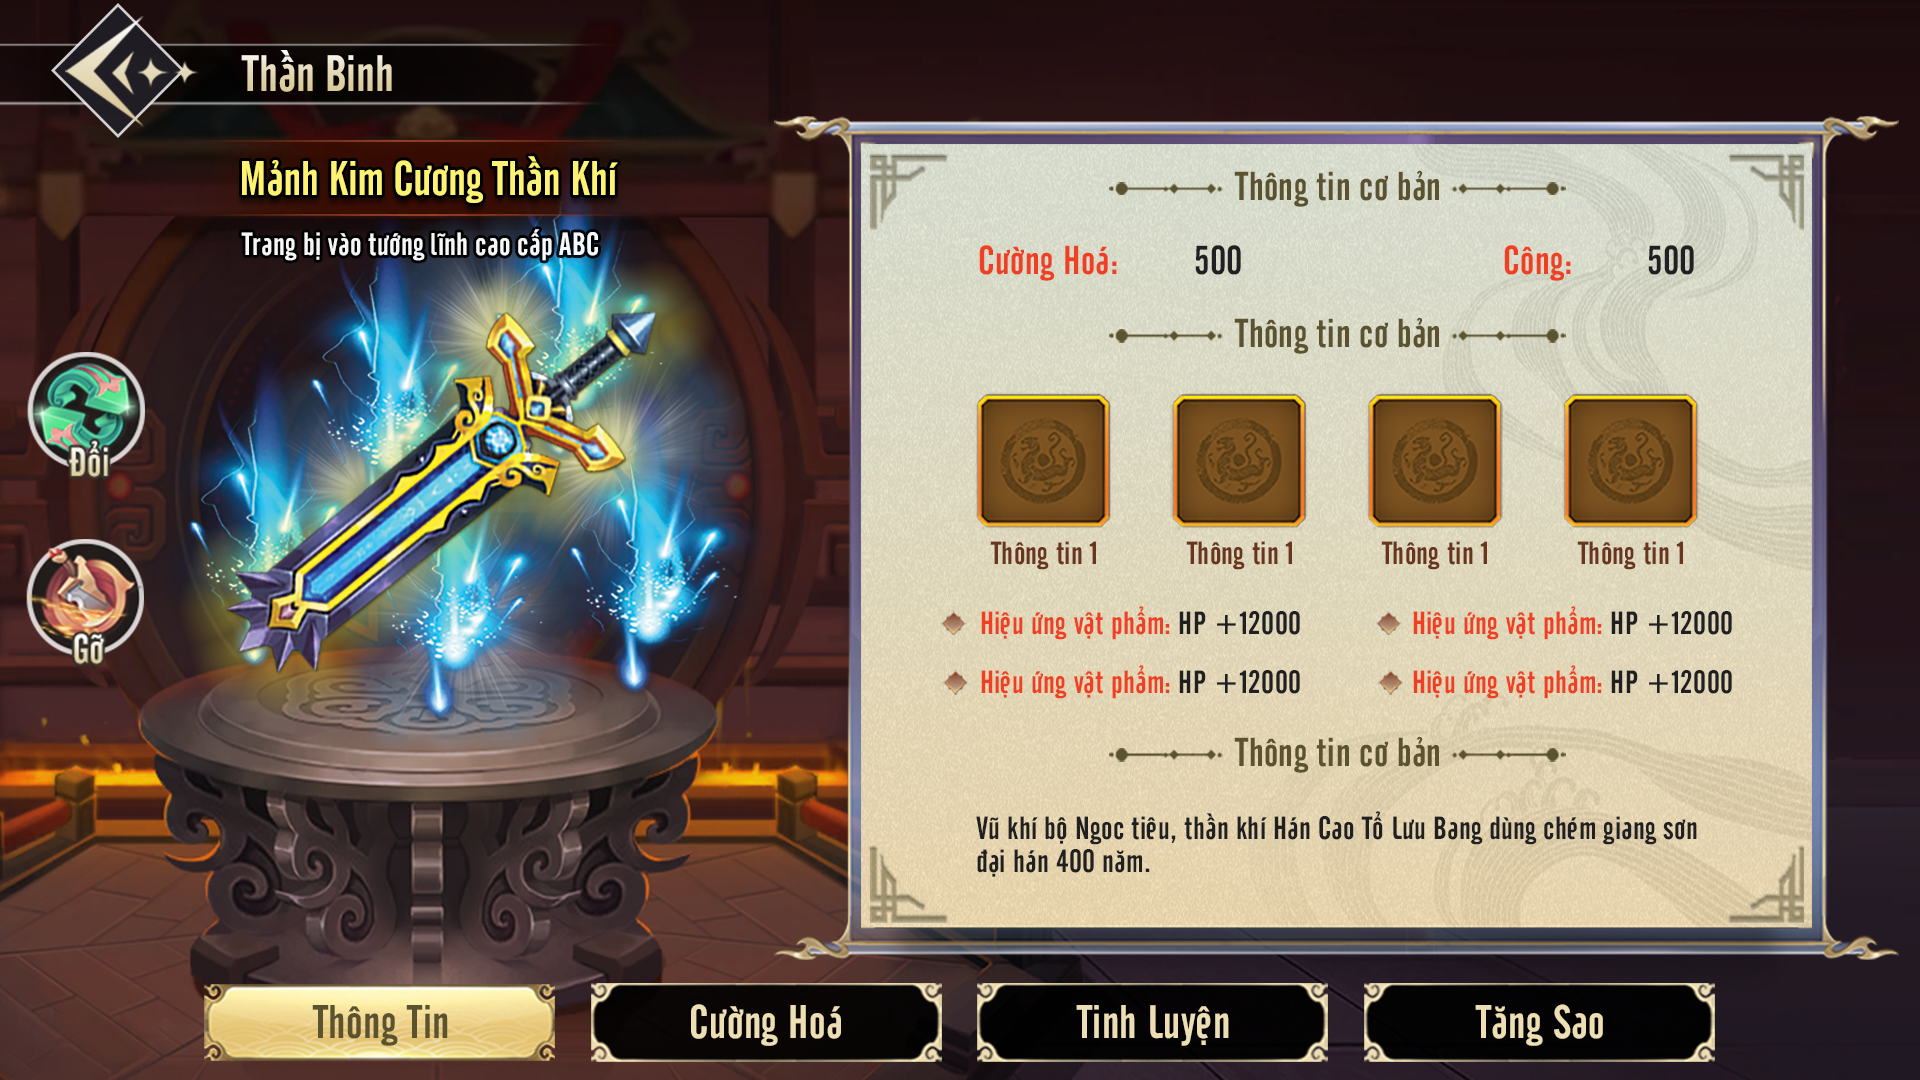 Thần Binh
Mảnh Kim Cương Thần Khí
Trang bị vào tướng lĩnh cao cấp ABC
Đổi
Gỡ
Thông tin cơ bản
Cường Hoá: 500 Công: 500
Thông tin cơ bản
Thông tin 1 Thông tin 1 Thông tin 1 Thông tin 1
Hiệu ứng vật phẩm: HP +12000 Hiệu ứng vật phẩm: HP +12000
Hiệu ứng vật phẩm: HP +12000 Hiệu ứng vật phẩm: HP +12000
Thông tin cơ bản
Vũ khí bộ Ngoc tiêu, thần khí Hán Cao Tổ Lưu Bang dùng chém giang sơn
đại hán 400 năm.
Thông Tin Cường Hoá Tinh Luyện Tăng Sao